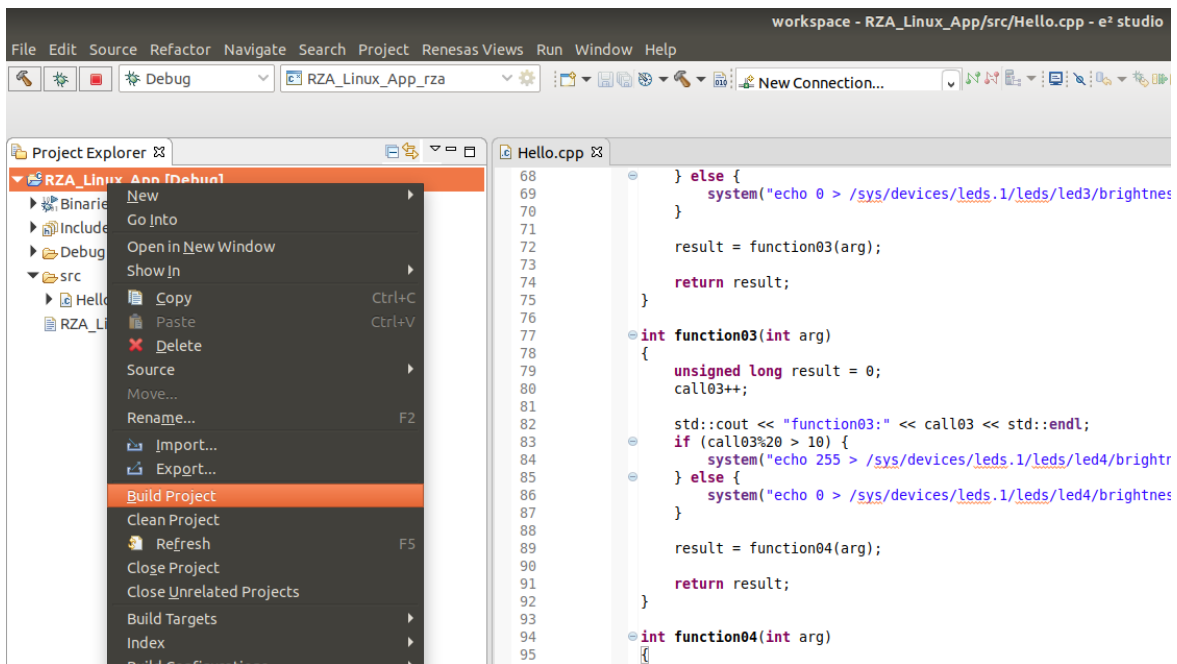 workspace - RZA_Linux_App/src/Hello.cpp - e² studio
File Edit Source Refactor Navigate Search Project Renesas Views Run Window Help
Debug RZA_Linux_App_rza New Connection...
Project Explorer
RZA_Linux_App [Debug]
Binarie
Include
Debug
src
Hello
RZA_Li
New
Go Into
Open in New Window
Show In
Copy Ctrl+C
Paste Ctrl+V
Delete
Source
Move...
Rename... F2
Import...
Export...
Build Project
Clean Project
Refresh F5
Close Project
Close Unrelated Projects
Build Targets
Index
Build Configurations
Hello.cpp
68 } else {
69 system("echo 0 > /sys/devices/leds.1/leds/led3/brightnes
70 }
71
72 result = function03(arg);
73
74 return result;
75 }
76
77 int function03(int arg)
78 {
79 unsigned long result = 0;
80 call03++;
81
82 std::cout << "function03:" << call03 << std::endl;
83 if (call03%20 > 10) {
84 system("echo 255 > /sys/devices/leds.1/leds/led4/brightn
85 } else {
86 system("echo 0 > /sys/devices/leds.1/leds/led4/brightnes
87 }
88
89 result = function04(arg);
90
91 return result;
92 }
93
94 int function04(int arg)
95 {